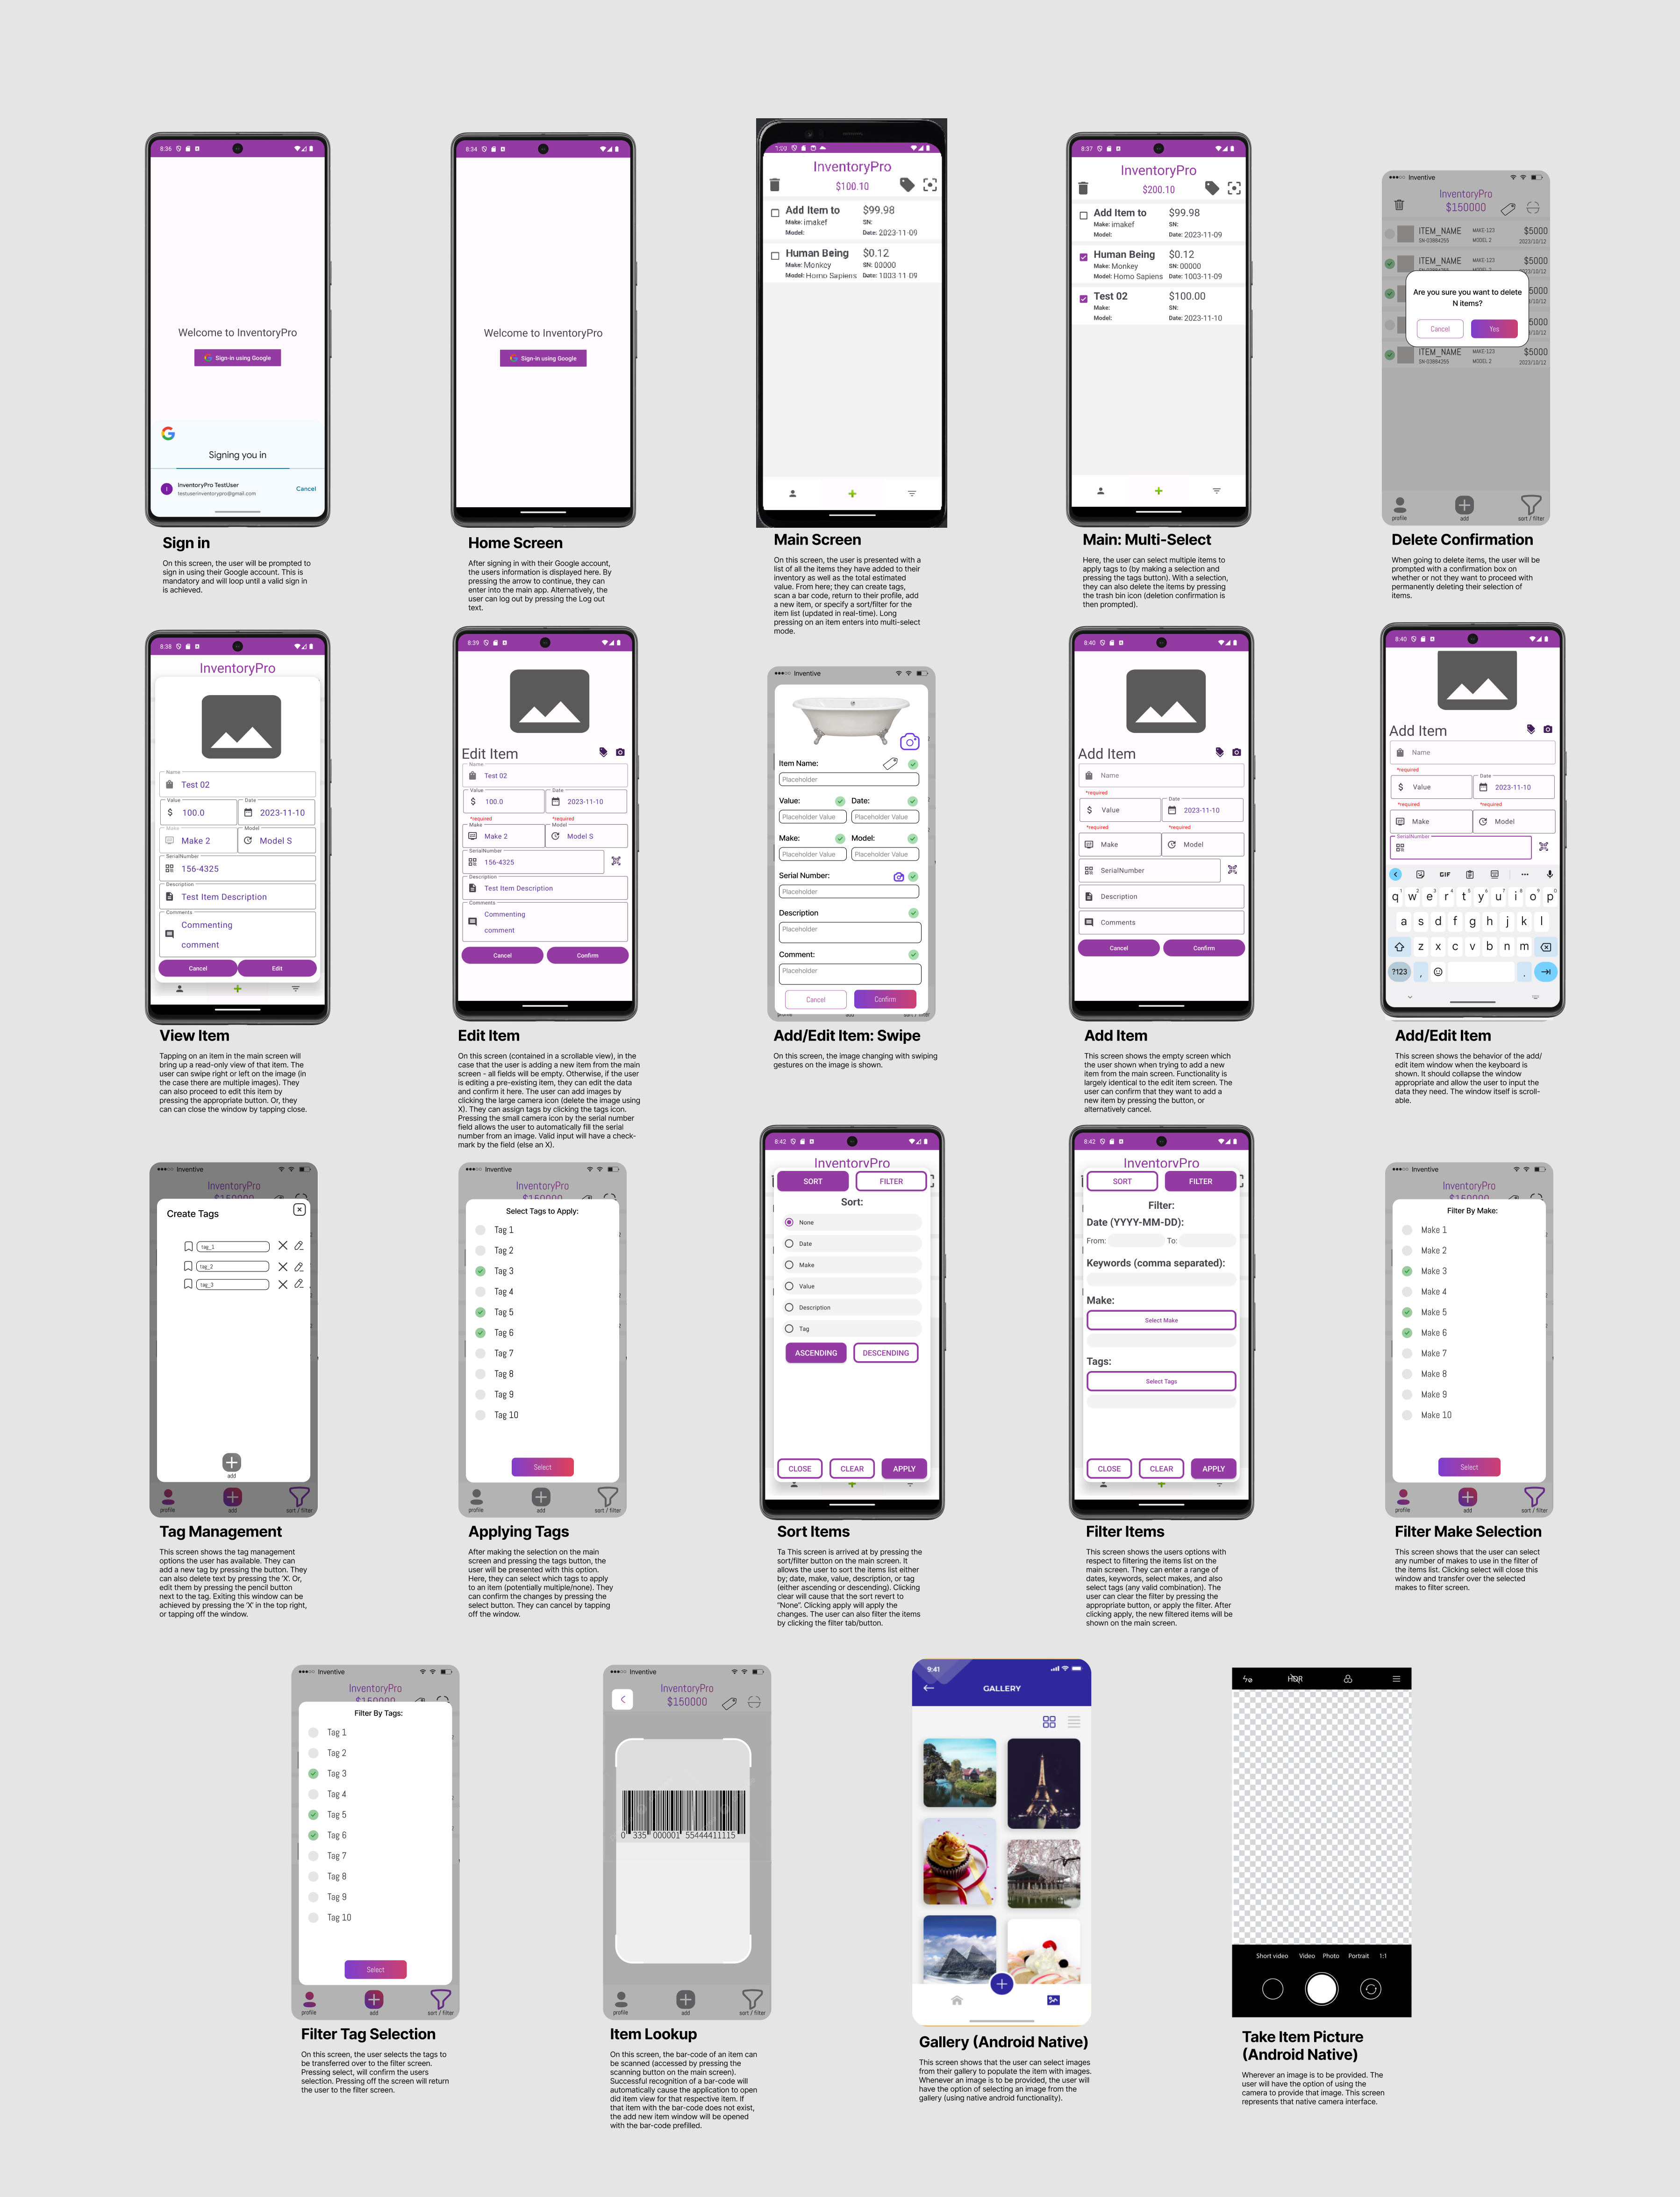 8:36
Welcome to InventoryPro
Sign-in using Google
Signing you in
InventoryPro TestUser
testuserinventorypro@gmail.com
Cancel
Sign in
On this screen, the user will be prompted to
sign in using their Google account. This is
mandatory and will loop until a valid sign in
is achieved.
8:34
Welcome to InventoryPro
Sign-in using Google
Home Screen
After signing in with their Google account,
the users information is displayed here. By
pressing the arrow to continue, they can
enter into the main app. Alternatively, the
user can log out by pressing the Log out
text.
InventoryPro
$100.10
Add Item to $99.98
Make: imakef SN:
Model: Date: 2023-11-09
Human Being $0.12
Make: Monkey SN: 00000
Model: Homo Sapiens Date: 1003-11-09
Main Screen
On this screen, the user is presented with a
list of all the items they have added to their
inventory as well as the total estimated
value. From here; they can create tags,
scan a bar code, return to their profile, add
a new item, or specify a sort/filter for the
item list (updated in real-time). Long
pressing on an item enters into multi-select
mode.
8:37
InventoryPro
$200.10
Add Item to $99.98
Make: imakef SN:
Model: Date: 2023-11-09
Human Being $0.12
Make: Monkey SN: 00000
Model: Homo Sapiens Date: 1003-11-09
Test 02 $100.00
Make: SN:
Model: Date: 2023-11-10
Main: Multi-Select
Here, the user can select multiple items to
apply tags to (by making a selection and
pressing the tags button). With a selection,
they can also delete the items by pressing
the trash bin icon (deletion confirmation is
then prompted).
Inventive
InventoryPro
$150000
ITEM_NAME MAKE-123 $5000
SN-03984255 MODEL 2 2023/10/12
ITEM_NAME MAKE-123 $5000
Are you sure you want to delete
N items?
Cancel Yes
ITEM_NAME MAKE-123 $5000
SN-03984255 MODEL 2 2023/10/12
profile add sort / filter
Delete Confirmation
When going to delete items, the user will be
prompted with a confirmation box on
whether or not they want to proceed with
permanently deleting their selection of
items.
8:38
InventoryPro
Name
Test 02
Value Date
$ 100.0 2023-11-10
Make Model
Make 2 Model S
SerialNumber
156-4325
Description
Test Item Description
Comments
Commenting
comment
Cancel Edit
View Item
Tapping on an item in the main screen will
bring up a read-only view of that item. The
user can swipe right or left on the image (in
the case there are multiple images). They
can also proceed to edit this item by
pressing the appropriate button. Or, they
can can close the window by tapping close.
8:39
Edit Item
Name
Test 02
Value Date
$ 100.0 2023-11-10
*required *required
Make Model
Make 2 Model S
SerialNumber
156-4325
Description
Test Item Description
Comments
Commenting
comment
Cancel Confirm
Edit Item
On this screen (contained in a scrollable view), in the
case that the user is adding a new item from the main
screen - all fields will be empty. Otherwise, if the user
is editing a pre-existing item, they can edit the data
and confirm it here. The user can add images by
clicking the large camera icon (delete the image using
X). They can assign tags by clicking the tags icon.
Pressing the small camera icon by the serial number
field allows the user to automatically fill the serial
number from an image. Valid input will have a check-
mark by the field (else an X).
Inventive
Item Name:
Placeholder
Value: Date:
Placeholder Value Placeholder Value
Make: Model:
Placeholder Value Placeholder Value
Serial Number:
Placeholder
Description
Placeholder
Comment:
Placeholder
Cancel Confirm
Add/Edit Item: Swipe
On this screen, the image changing with swiping
gestures on the image is shown.
8:40
Add Item
Name
*required
Date
$ Value 2023-11-10
*required *required
Make Model
SerialNumber
Description
Comments
Cancel Confirm
Add Item
This screen shows the empty screen which
the user shown when trying to add a new
item from the main screen. Functionality is
largely identical to the edit item screen. The
user can confirm that they want to add a
new item by pressing the button, or
alternatively cancel.
8:40
Add Item
Name
*required
Date
$ Value 2023-11-10
*required *required
Make Model
SerialNumber
GIF
q w e r t y u i o p
1 2 3 4 5 6 7 8 9 0
a s d f g h j k l
z x c v b n m
?123 , .
Add/Edit Item
This screen shows the behavior of the add/
edit item window when the keyboard is
shown. It should collapse the window
appropriate and allow the user to input the
data they need. The window itself is scroll-
able.
Inventive
InventoryPro
$150000
Create Tags
tag_1
tag_2
tag_3
add
profile add sort / filter
Tag Management
This screen shows the tag management
options the user has available. They can
add a new tag by pressing the button. They
can also delete text by pressing the 'X'. Or,
edit them by pressing the pencil button
next to the tag. Exiting this window can be
achieved by pressing the 'X' in the top right,
or tapping off the window.
Inventive
InventoryPro
$150000
Select Tags to Apply:
Tag 1
Tag 2
Tag 3
Tag 4
Tag 5
Tag 6
Tag 7
Tag 8
Tag 9
Tag 10
Select
profile add sort / filter
Applying Tags
After making the selection on the main
screen and pressing the tags button, the
user will be presented with this option.
Here, they can select which tags to apply
to an item (potentially multiple/none). They
can confirm the changes by pressing the
select button. They can cancel by tapping
off the window.
8:42
InventoryPro
SORT FILTER
Sort:
None
Date
Make
Value
Description
Tag
ASCENDING DESCENDING
CLOSE CLEAR APPLY
Sort Items
Ta This screen is arrived at by pressing the
sort/filter button on the main screen. It
allows the user to sort the items list either
by; date, make, value, description, or tag
(either ascending or descending). Clicking
clear will cause that the sort revert to
"None". Clicking apply will apply the
changes. The user can also filter the items
by clicking the filter tab/button.
8:42
InventoryPro
SORT FILTER
Filter:
Date (YYYY-MM-DD):
From: To:
Keywords (comma separated):
Make:
Select Make
Tags:
Select Tags
CLOSE CLEAR APPLY
Filter Items
This screen shows the users options with
respect to filtering the items list on the
main screen. They can enter a range of
dates, keywords, select makes, and also
select tags (any valid combination). The
user can clear the filter by pressing the
appropriate button, or apply the filter. After
clicking apply, the new filtered items will be
shown on the main screen.
Inventive
InventoryPro
$150000
Filter By Make:
Make 1
Make 2
Make 3
Make 4
Make 5
Make 6
Make 7
Make 8
Make 9
Make 10
Select
profile add sort / filter
Filter Make Selection
This screen shows that the user can select
any number of makes to use in the filter of
the items list. Clicking select will close this
window and transfer over the selected
makes to filter screen.
Inventive
InventoryPro
$150000
Filter By Tags:
Tag 1
Tag 2
Tag 3
Tag 4
Tag 5
Tag 6
Tag 7
Tag 8
Tag 9
Tag 10
Select
profile add sort / filter
Filter Tag Selection
On this screen, the user selects the tags to
be transferred over to the filter screen.
Pressing select, will confirm the users
selection. Pressing off the screen will return
the user to the filter screen.
Inventive
InventoryPro
$150000
0 335 000001 55444411115
profile add sort / filter
Item Lookup
On this screen, the bar-code of an item can
be scanned (accessed by pressing the
scanning button on the main screen).
Successful recognition of a bar-code will
automatically cause the application to open
did item view for that respective item. If
that item with the bar-code does not exist,
the add new item window will be opened
with the bar-code prefilled.
9:41
GALLERY
Gallery (Android Native)
This screen shows that the user can select images
from their gallery to populate the item with images.
Whenever an image is to be provided, the user will
have the option of selecting an image from the
gallery (using native android functionality).
HDR
Short video Video Photo Portrait 1:1
Take Item Picture
(Android Native)
Wherever an image is to be provided. The
user will have the option of using the
camera to provide that image. This screen
represents that native camera interface.